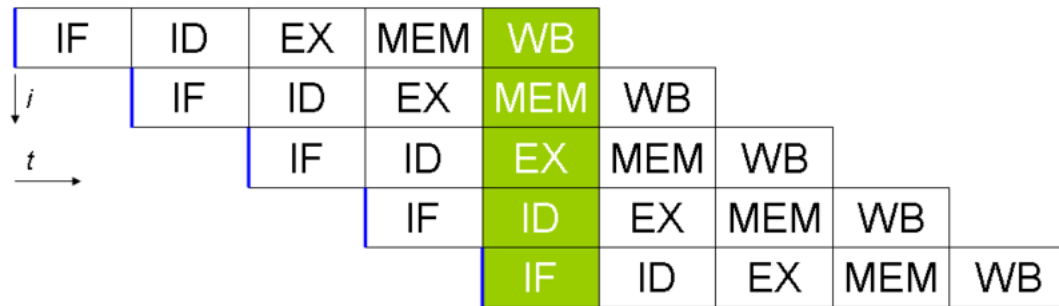 IF ID EX MEM WB
i IF ID EX MEM WB
t IF ID EX MEM WB
IF ID EX MEM WB
IF ID EX MEM WB